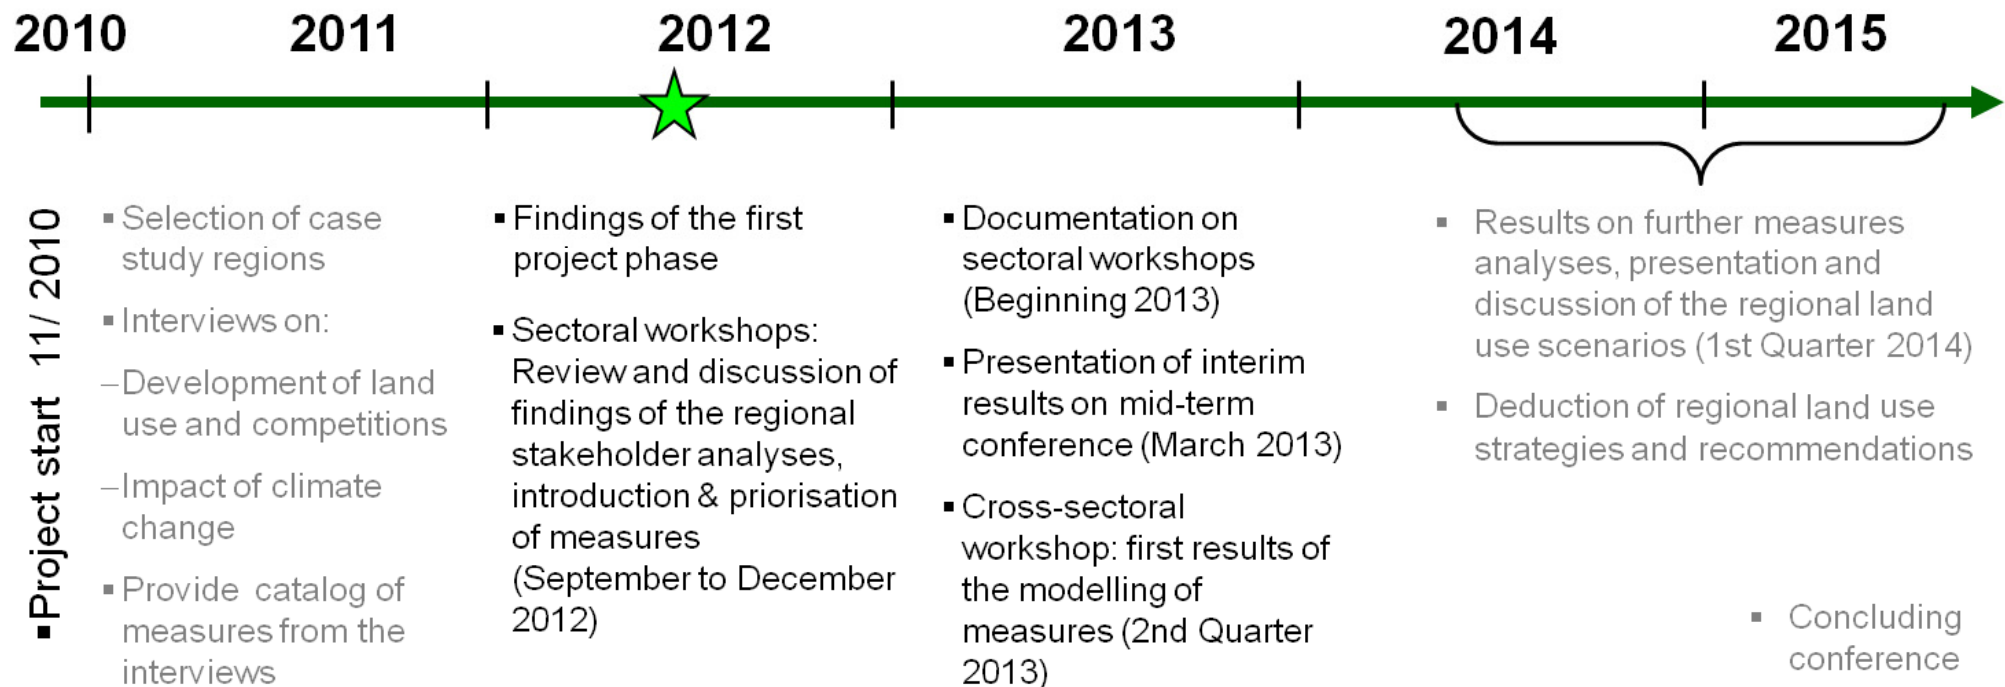 2010 2011 2012 2013 2014 2015
▪Project start 11/ 2010
▪ Selection of case
study regions
▪ Interviews on:
–Development of land
use and competitions
–Impact of climate
change
▪ Provide catalog of
measures from the
interviews
▪ Findings of the first
project phase
▪ Sectoral workshops:
Review and discussion of
findings of the regional
stakeholder analyses,
introduction & priorisation
of measures
(September to December
2012)
▪ Documentation on
sectoral workshops
(Beginning 2013)
▪ Presentation of interim
results on mid-term
conference (March 2013)
▪ Cross-sectoral
workshop: first results of
the modelling of
measures (2nd Quarter
2013)
▪ Results on further measures
analyses, presentation and
discussion of the regional land
use scenarios (1st Quarter 2014)
▪ Deduction of regional land use
strategies and recommendations
▪ Concluding
conference